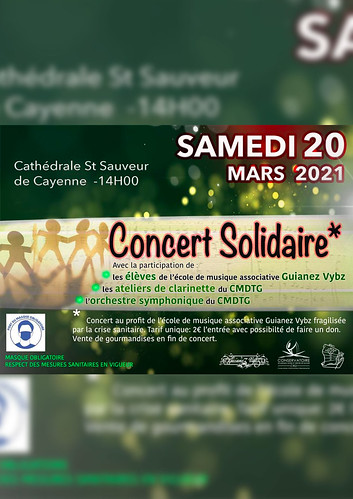 SAMEDI 20
MARS 2021
Cathédrale St Sauveur
de Cayenne -14H00
Concert Solidaire*
Avec la participation de :
les élèves de l'école de musique associative Guianez Vybz
les ateliers de clarinette du CMDTG
l'orchestre symphonique du CMDTG
* Concert au profit de l'école de musique associative Guianez Vybz fragilisée
par la crise sanitaire. Tarif unique: 2€ l'entrée avec possibilté de faire un don.
Vente de gourmandises en fin de concert.
MASQUE OBLIGATOIRE
RESPECT DES MESURES SANITAIRES EN VIGUEUR
CONSERVATOIRE